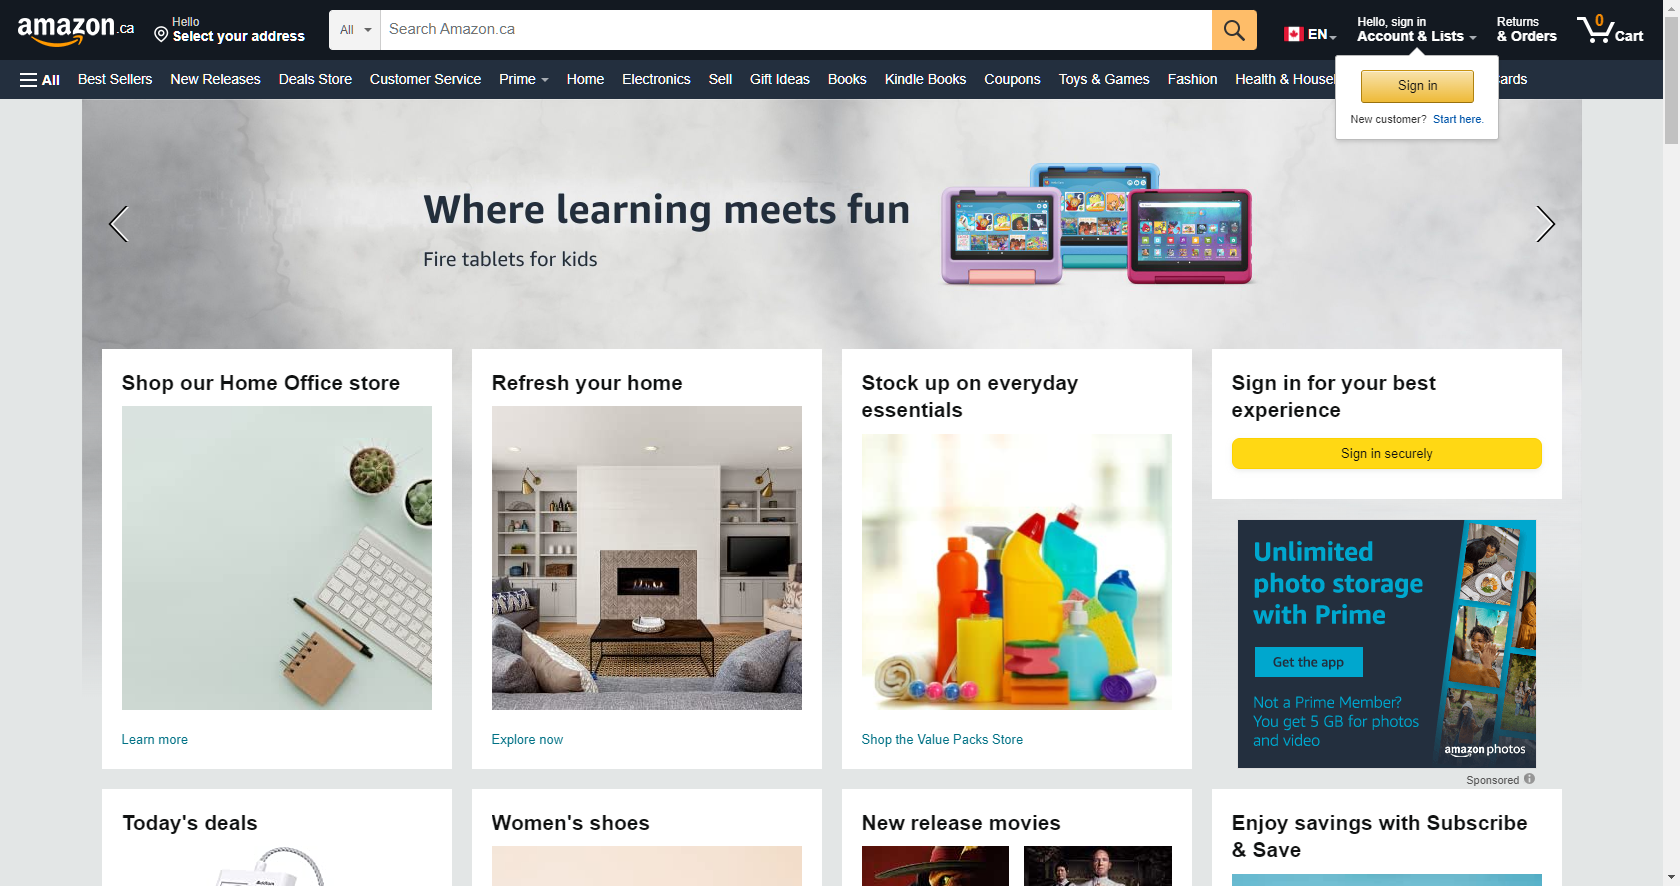 amazon.ca
Hello
Select your address
All
Search Amazon.ca
EN
Hello, sign in
Account & Lists
Returns
& Orders
0
Cart
All
Best Sellers
New Releases
Deals Store
Customer Service
Prime
Home
Electronics
Sell
Gift Ideas
Books
Kindle Books
Coupons
Toys & Games
Fashion
Health &
Sign in
New customer? Start here.
Where learning meets fun
Fire tablets for kids
Shop our Home Office store
Learn more
Refresh your home
Explore now
Stock up on everyday
essentials
Shop the Value Packs Store
Sign in for your best
experience
Sign in securely
Unlimited
photo storage
with Prime
Get the app
Not a Prime Member?
You get 5 GB for photos
and video
amazon photos
Sponsored
Today's deals
Women's shoes
New release movies
Enjoy savings with Subscribe
& Save